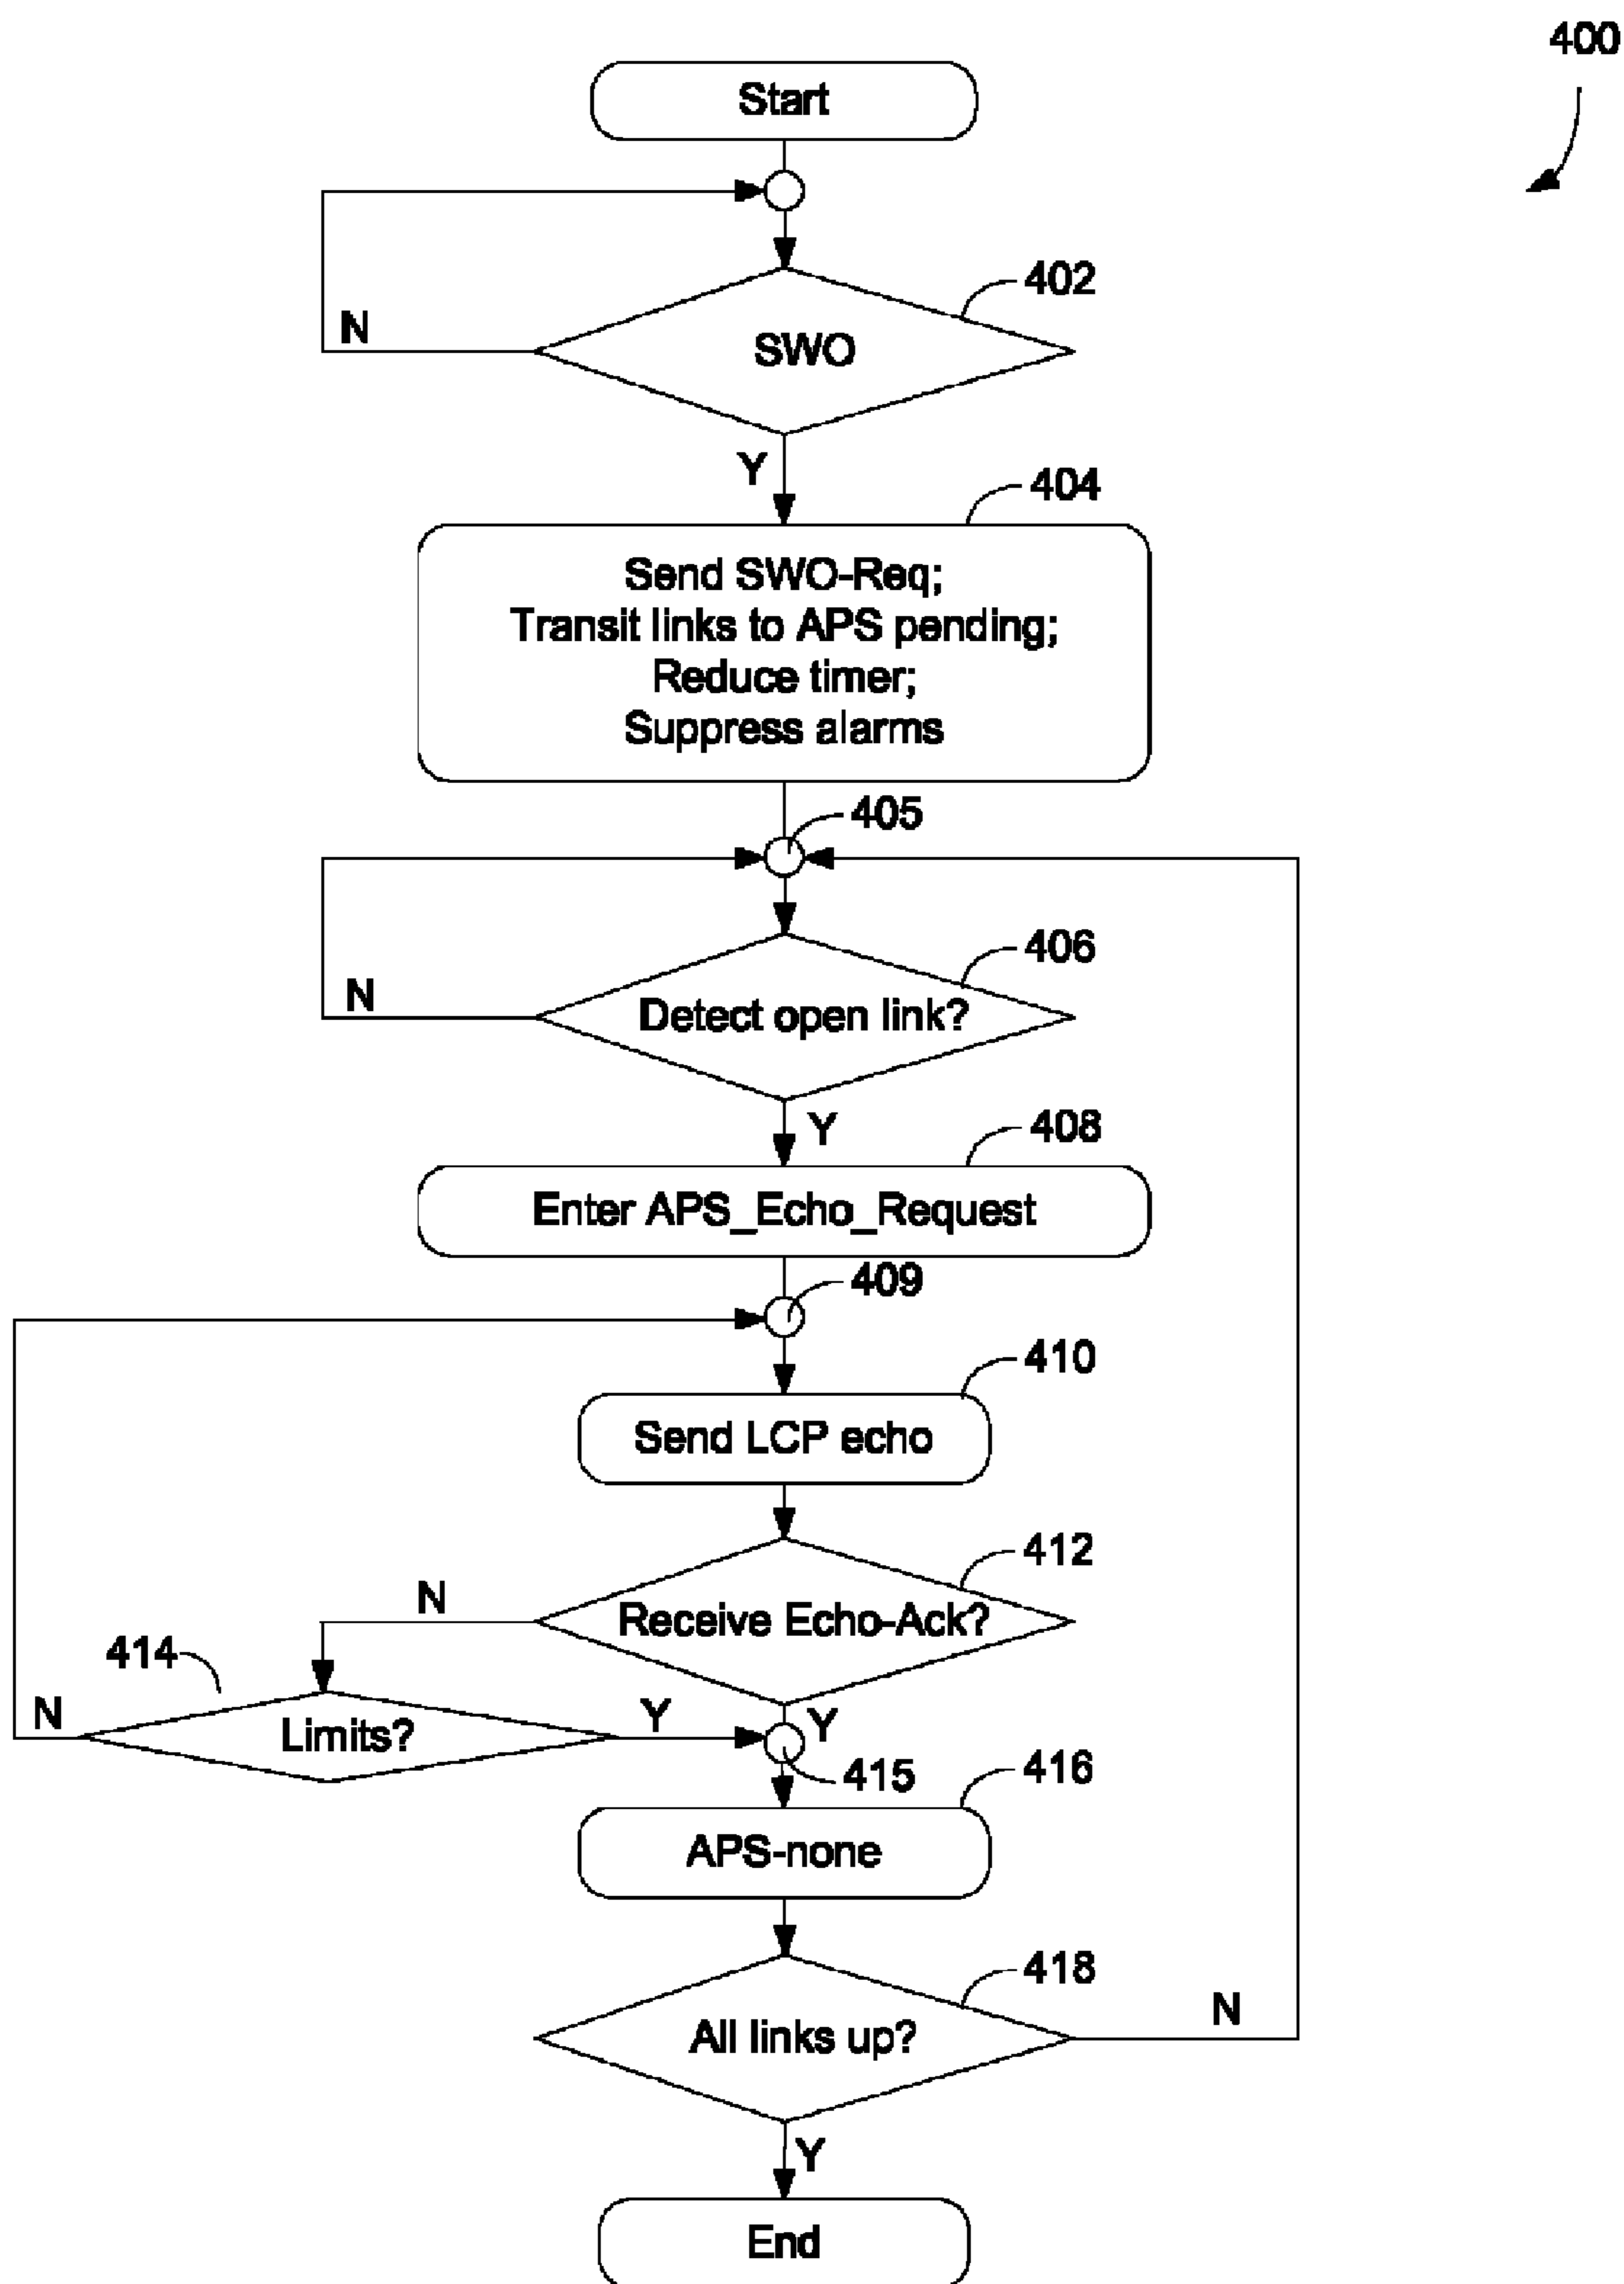 400
Start
402
N
SWO
Y
404
Send SWO-Req;
Transit links to APS pending;
Reduce timer;
Suppress alarms
405
406
N
Detect open link?
Y
408
Enter APS_Echo_Request
409
410
Send LCP echo
412
N
Receive Echo-Ack?
414
N
Limits?
Y
Y
415
416
APS-none
418
All links up?
N
Y
End